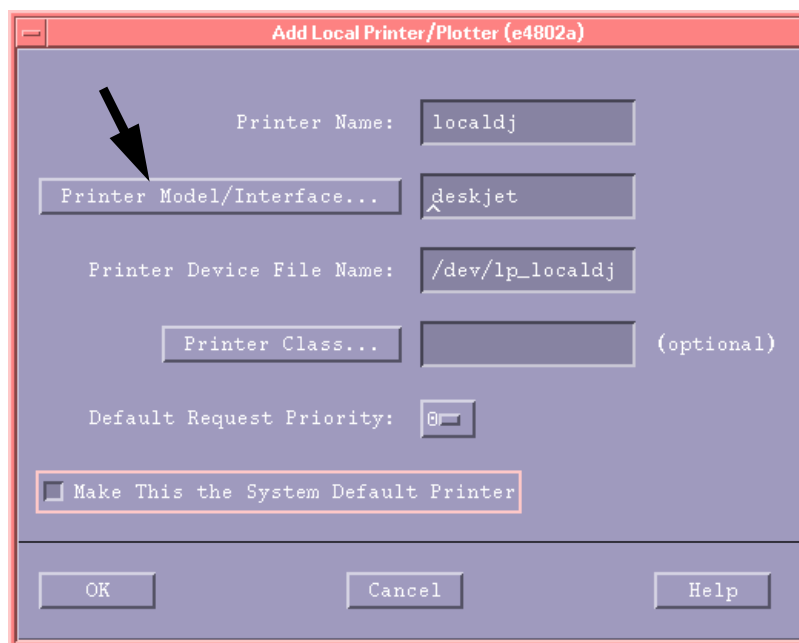 Add Local Printer/Plotter (e4802a)
Printer Name: localdj
Printer Model/Interface... deskjet
Printer Device File Name: /dev/lp_localdj
Printer Class... (optional)
Default Request Priority: 0
Make This the System Default Printer
OK Cancel Help